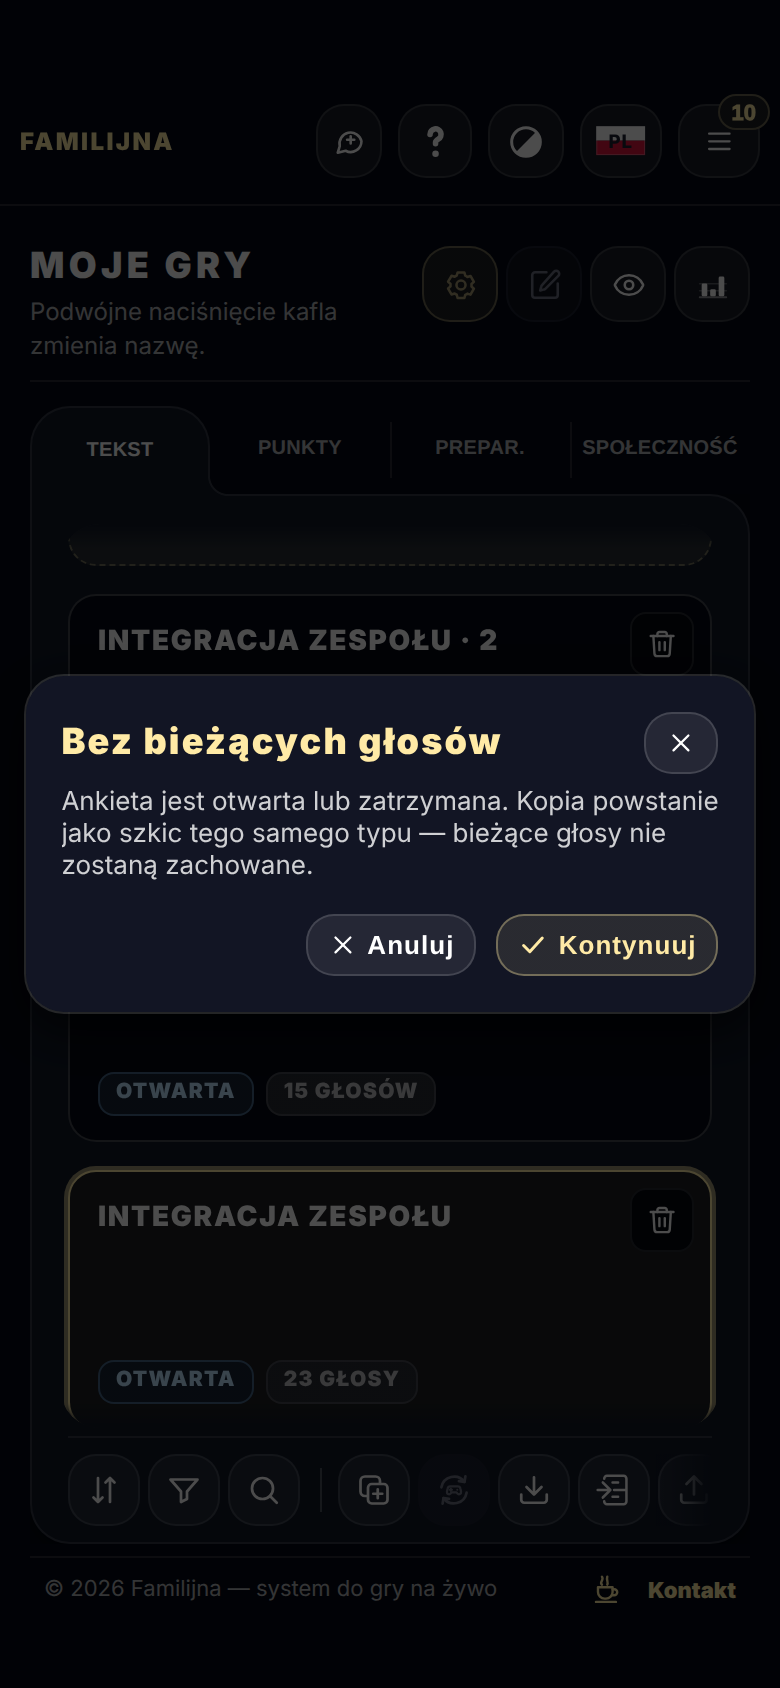 FAMILIJNA
?
PL
10
MOJE GRY
Podwójne naciśnięcie kafla
zmienia nazwę.
TEKST
PUNKTY
PREPAR.
SPOŁECZNOŚĆ
INTEGRACJA ZESPOŁU · 2
Bez bieżących głosów
Ankieta jest otwarta lub zatrzymana. Kopia powstanie
jako szkic tego samego typu — bieżące głosy nie
zostaną zachowane.
Anuluj
Kontynuuj
OTWARTA
15 GŁOSÓW
INTEGRACJA ZESPOŁU
OTWARTA
23 GŁOSY
© 2026 Familijna — system do gry na żywo
Kontakt